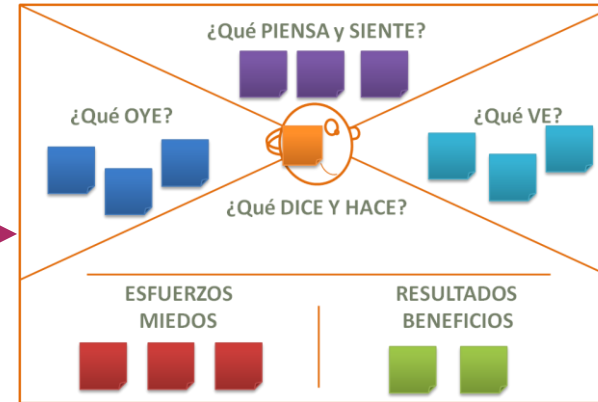 ¿Qué PIENSA y SIENTE?
¿Qué OYE?
¿Qué VE?
¿Qué DICE Y HACE?
ESFUERZOS
MIEDOS
RESULTADOS
BENEFICIOS